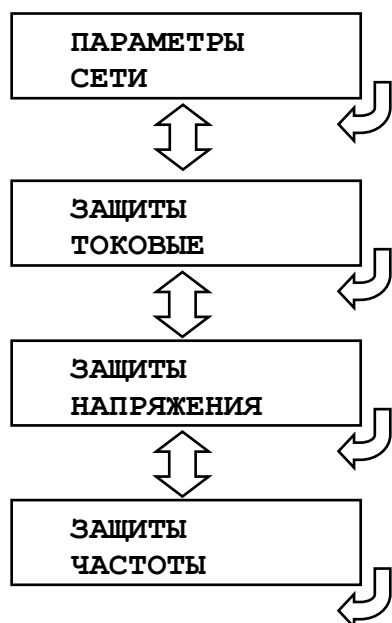 ПАРАМЕТРЫ
СЕТИ
ЗАЩИТЫ
ТОКОВЫЕ
ЗАЩИТЫ
НАПРЯЖЕНИЯ
ЗАЩИТЫ
ЧАСТОТЫ